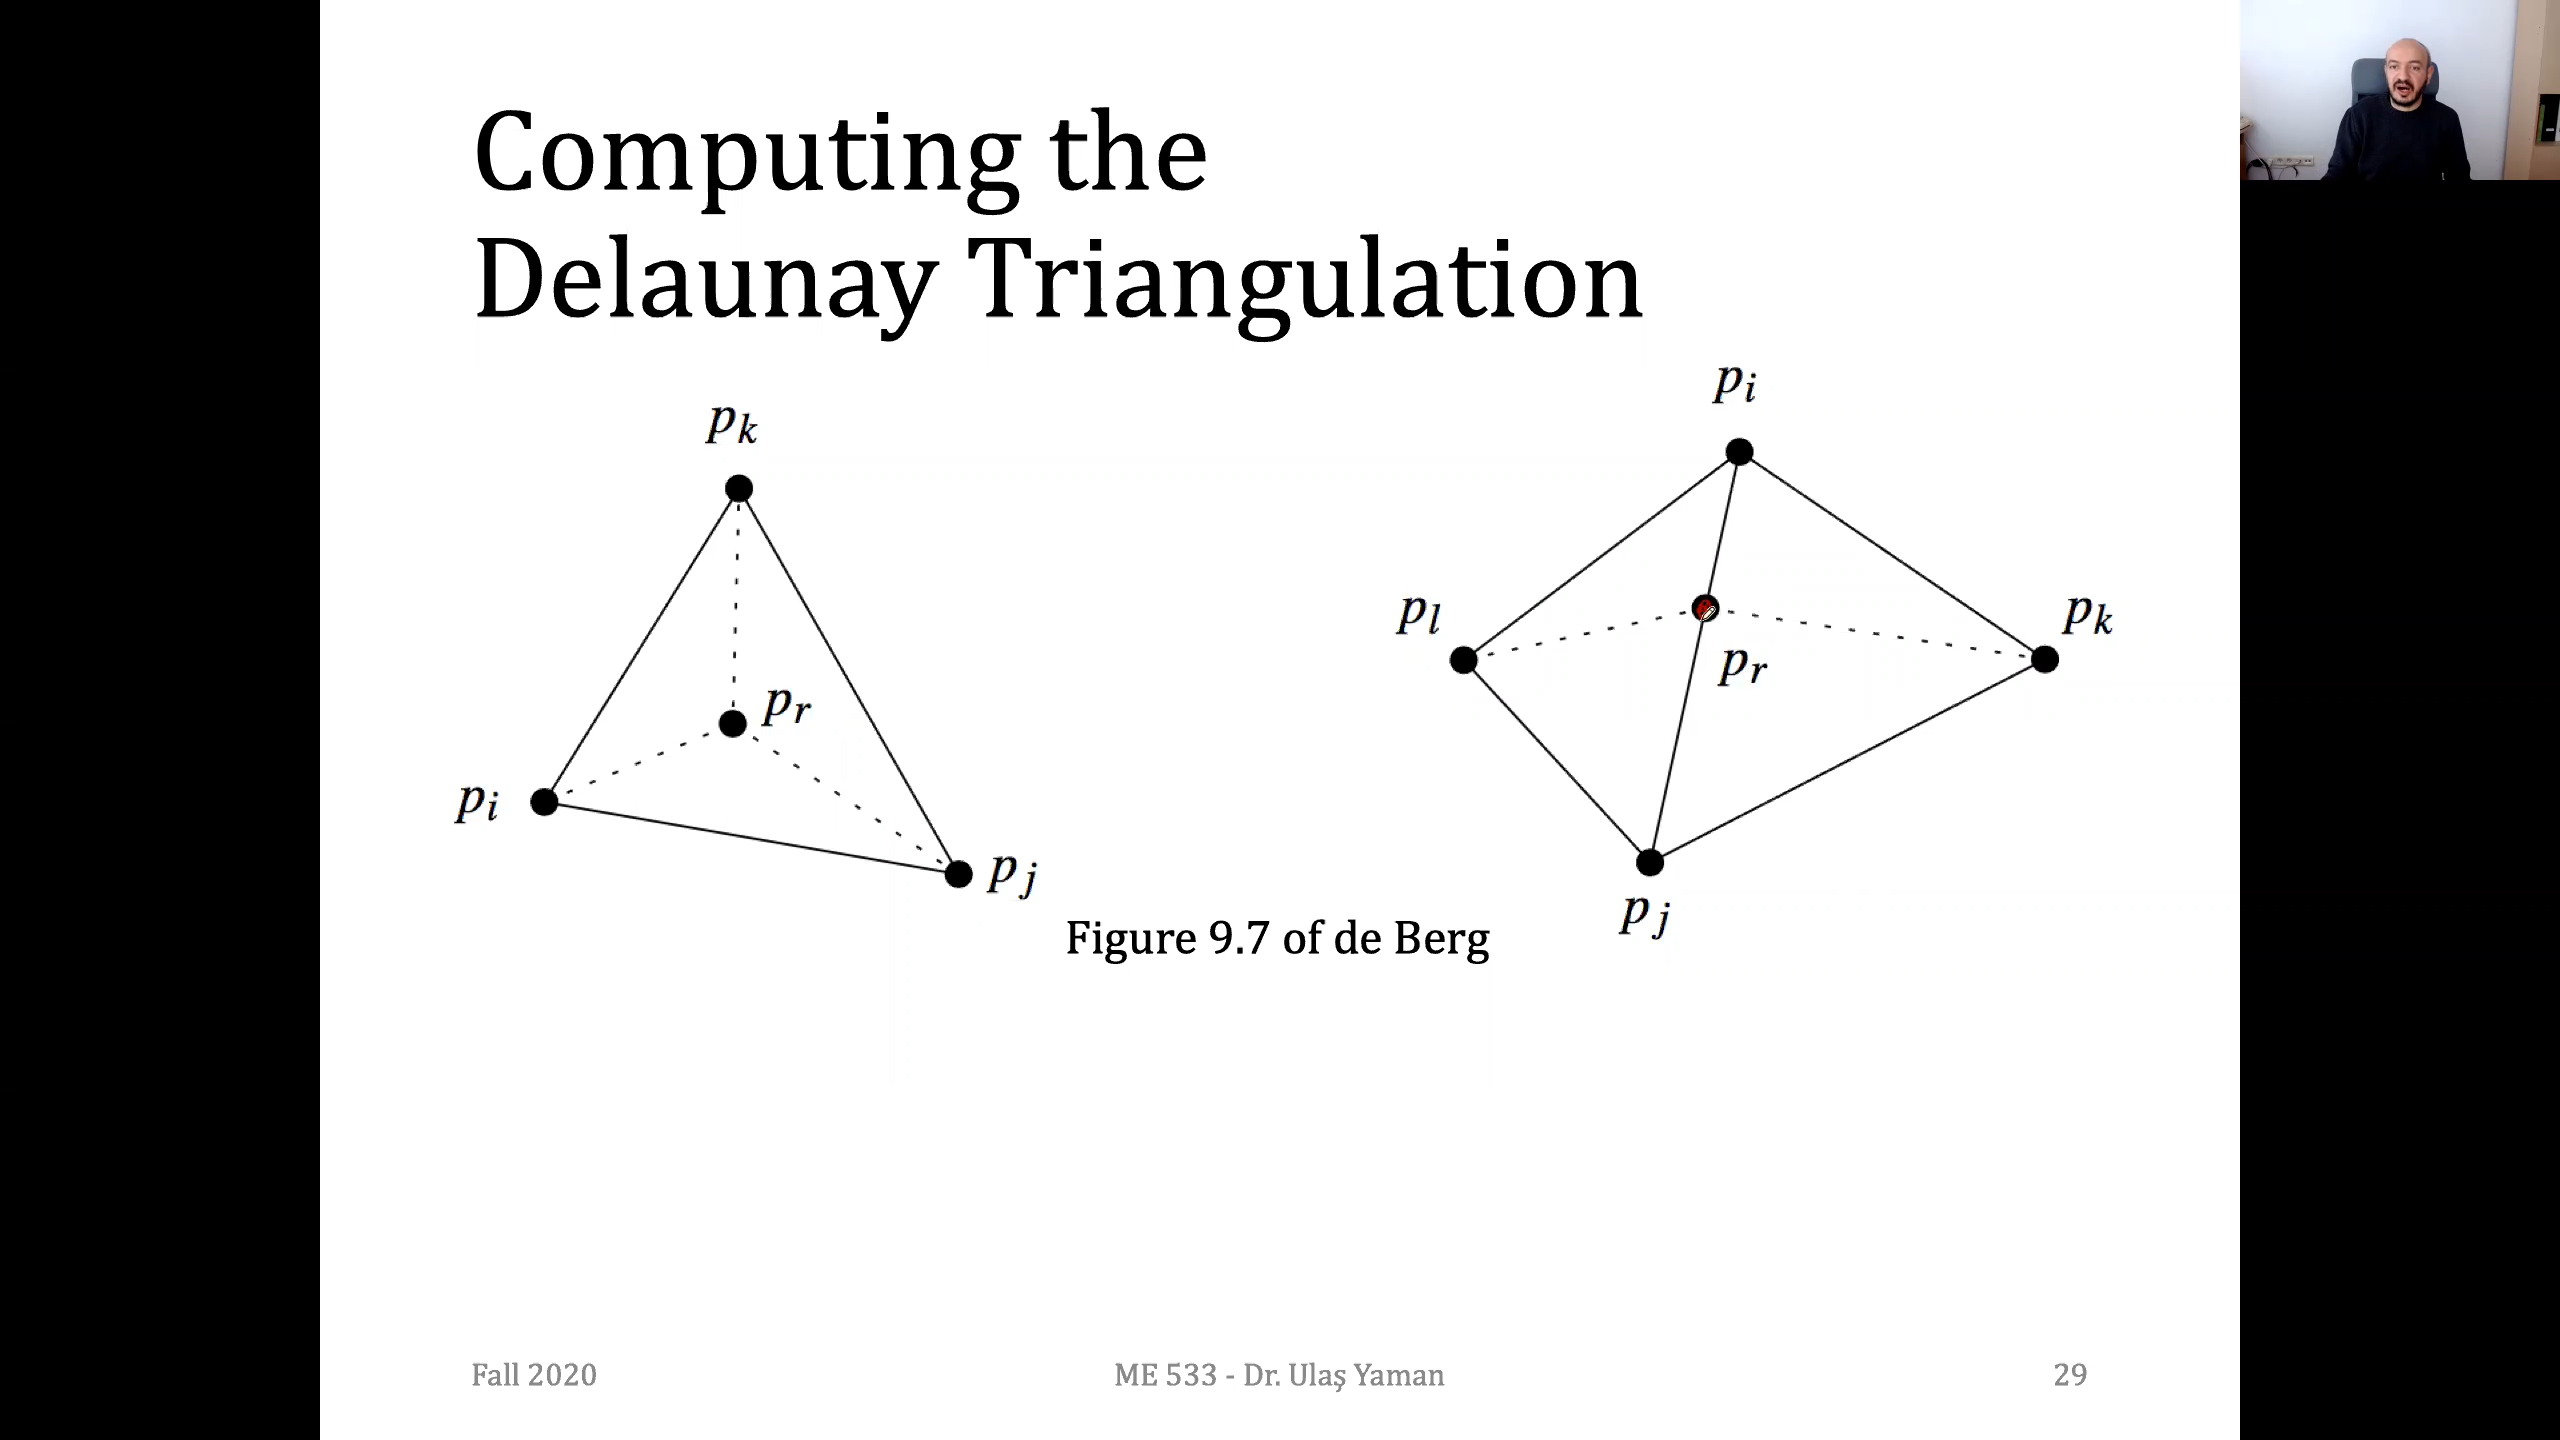 Computing the
Delaunay Triangulation
p_k
p_r
p_i
p_j
p_i
p_l
p_k
p_r
p_j
Figure 9.7 of de Berg
Fall 2020
ME 533 - Dr. Ulaş Yaman
29